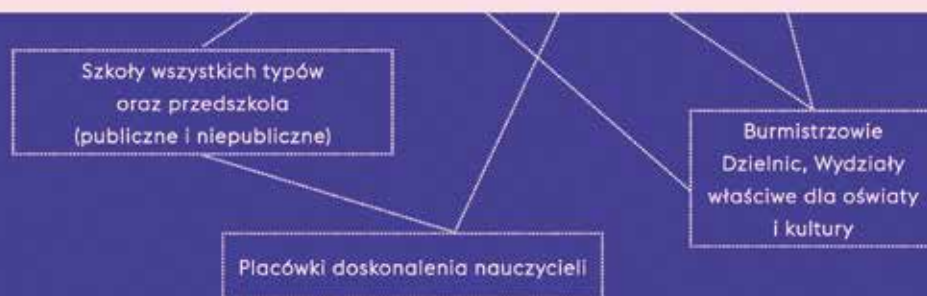 Szkoły wszystkich typów
oraz przedszkola
(publiczne i niepubliczne)
Burmistrzowie
Dzielnic, Wydziały
właściwe dla oświaty
i kultury
Placówki doskonalenia nauczycieli